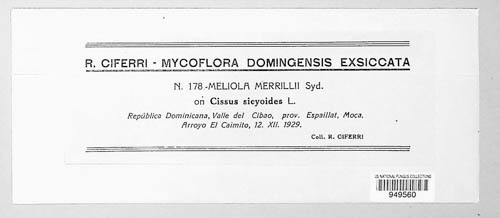 R. CIFERRI - MYCOFLORA DOMINGENSIS EXSICCATA
N. 178.-MELIOLA MERRILLII Syd.
on Cissus sicyoides L.
República Dominicana, Valle del Cibao, prov. Espaillat, Moca,
Arroyo El Caimito, 12. XII. 1929.
Coll. R. CIFERRI
US NATIONAL FUNGUS COLLECTIONS
949560